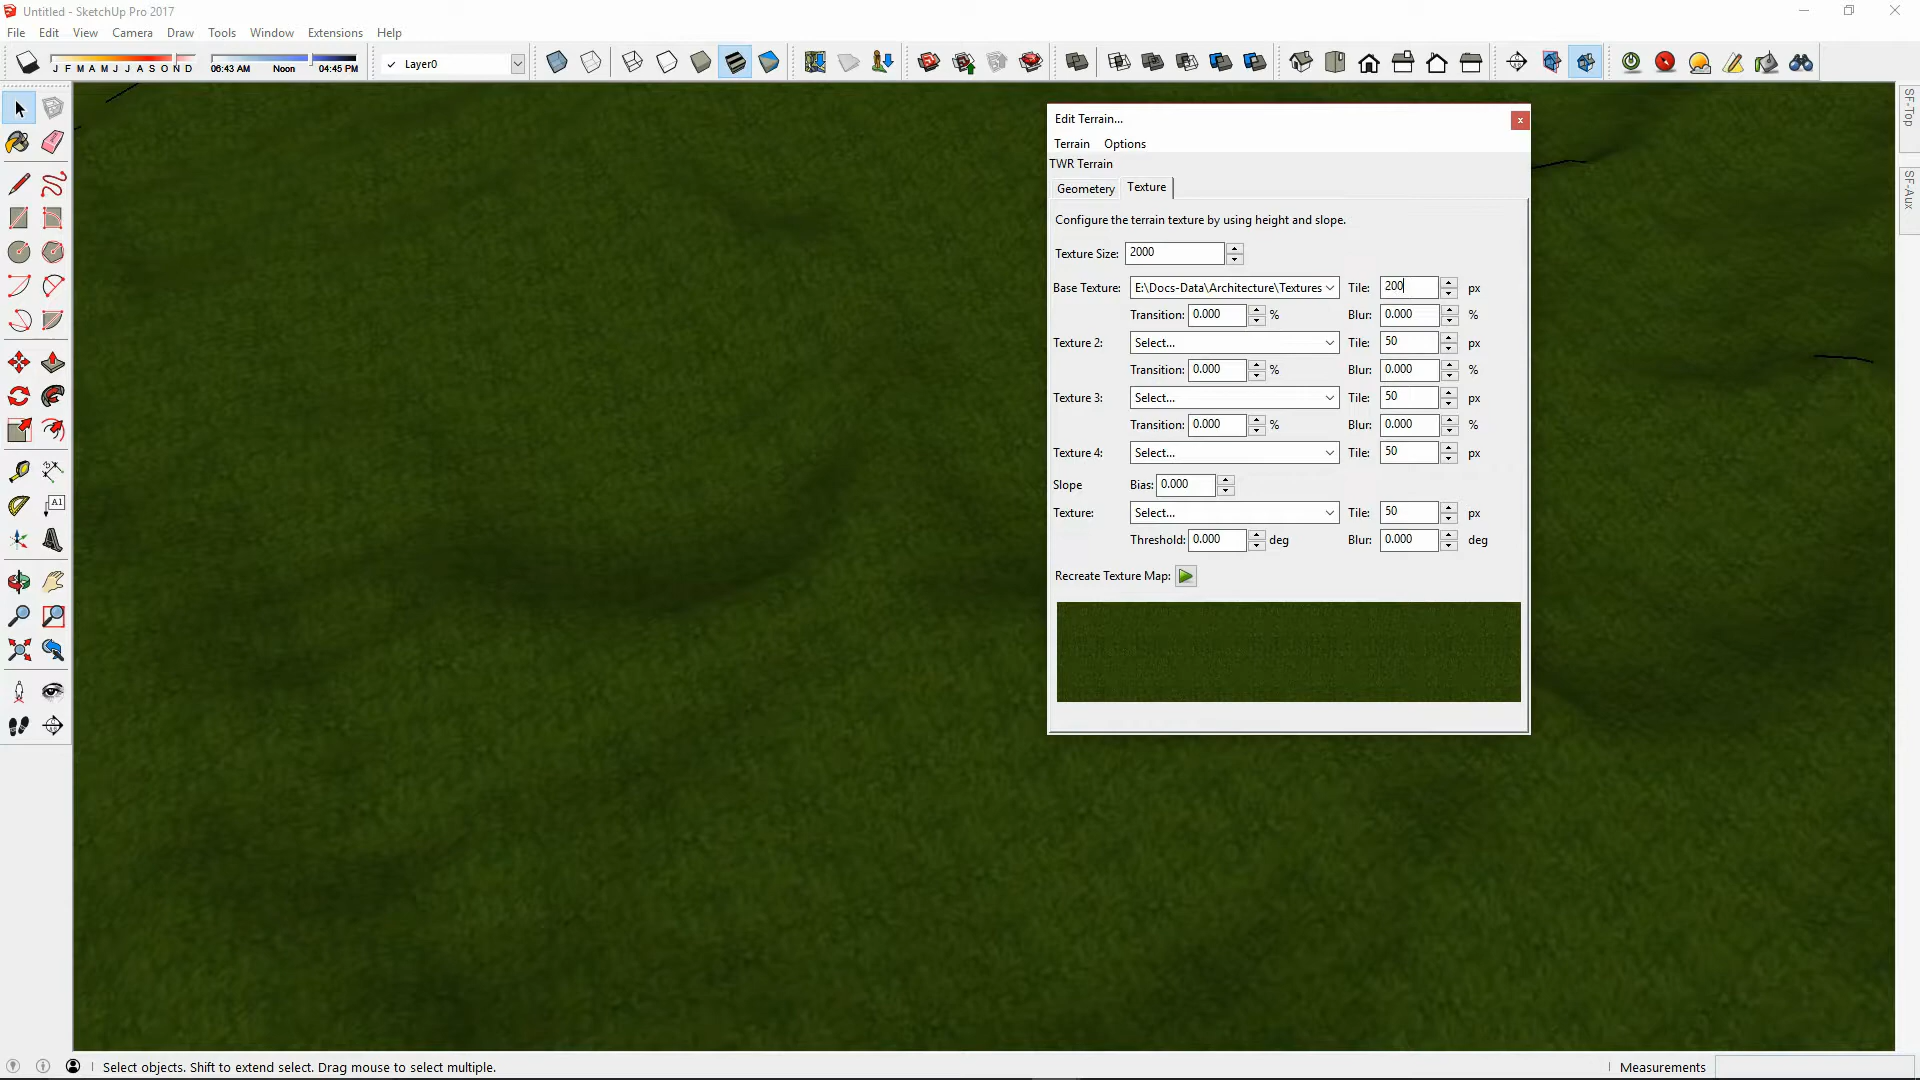 Untitled - SketchUp Pro 2017
File Edit View Camera Draw Tools Window Extensions Help
J F M A M J J A S O N D
06:43 AM Noon 04:45 PM
✓ Layer0
SF-Top
SF-Aux
Edit Terrain...
x
Terrain Options
TWR Terrain
Geometery Texture
Configure the terrain texture by using height and slope.
Texture Size: 2000
Base Texture: E:\Docs-Data\Architecture\Textures Tile: 200 px
Transition: 0.000 % Blur: 0.000 %
Texture 2: Select... Tile: 50 px
Transition: 0.000 % Blur: 0.000 %
Texture 3: Select... Tile: 50 px
Transition: 0.000 % Blur: 0.000 %
Texture 4: Select... Tile: 50 px
Slope Bias: 0.000
Texture: Select... Tile: 50 px
Threshold: 0.000 deg Blur: 0.000 deg
Recreate Texture Map:
A1
Select objects. Shift to extend select. Drag mouse to select multiple.
Measurements